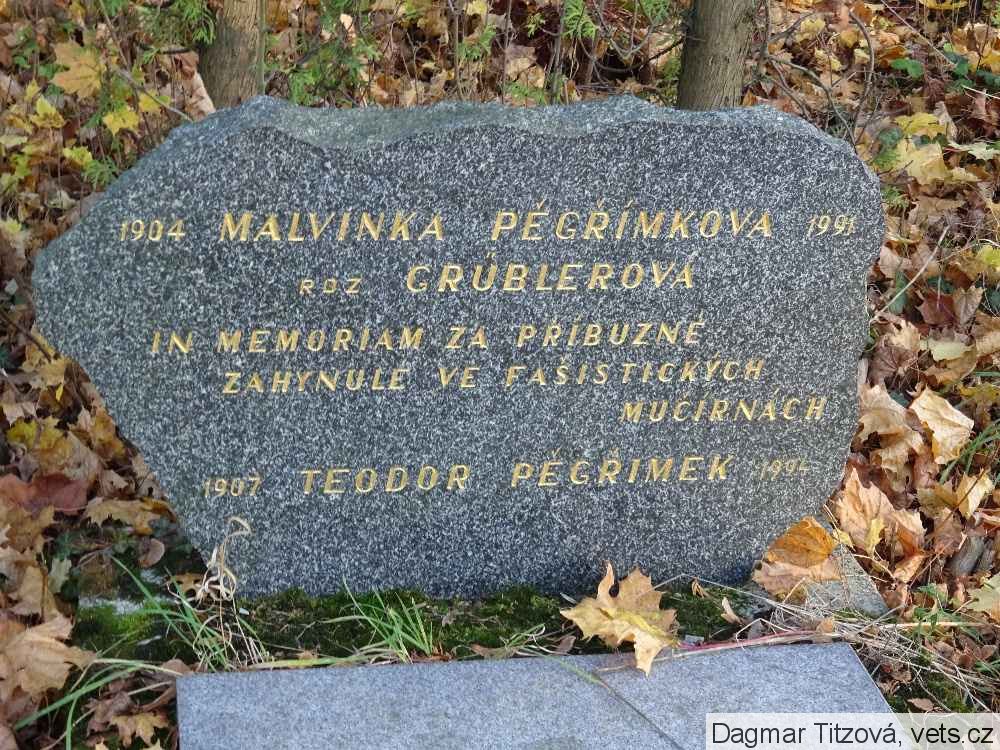 1904 MALVINKA PĚGŘÍMKOVA 1991
ROZ GRÜBLEROVÁ
IN MEMORIAM ZA PŘÍBUZNÉ
ZAHYNULÉ VE FAŠISTICKÝCH
MUČÍRNÁCH
1907 TEODOR PĚGŘIMEK 1994
Dagmar Titzová, vets.cz